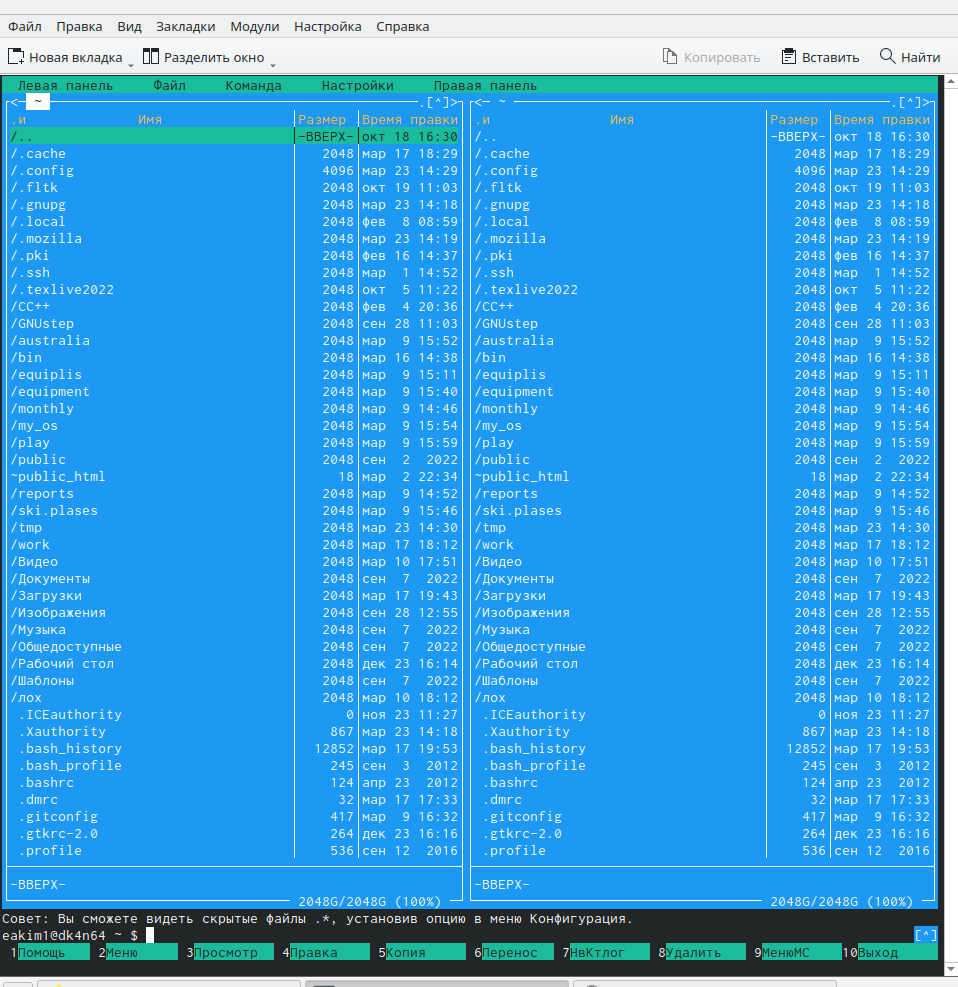 Файл Правка Вид Закладки Модули Настройка Справка
Новая вкладка Разделить окно Копировать Вставить Найти
Левая панель Файл Команда Настройки Правая панель
<─ ~ .[^]> <─ ~ .[^]>
.и Имя Размер Время правки .и Имя Размер Время правки
/.. -ВВЕРХ- окт 18 16:30 /.. -ВВЕРХ- окт 18 16:30
/.cache 2048 мар 17 18:29 /.cache 2048 мар 17 18:29
/.config 4096 мар 23 14:29 /.config 4096 мар 23 14:29
/.fltk 2048 окт 19 11:03 /.fltk 2048 окт 19 11:03
/.gnupg 2048 мар 23 14:18 /.gnupg 2048 мар 23 14:18
/.local 2048 фев 8 08:59 /.local 2048 фев 8 08:59
/.mozilla 2048 мар 23 14:19 /.mozilla 2048 мар 23 14:19
/.pki 2048 фев 16 14:37 /.pki 2048 фев 16 14:37
/.ssh 2048 мар 1 14:52 /.ssh 2048 мар 1 14:52
/.texlive2022 2048 окт 5 11:22 /.texlive2022 2048 окт 5 11:22
/CC++ 2048 фев 4 20:36 /CC++ 2048 фев 4 20:36
/GNUstep 2048 сен 28 11:03 /GNUstep 2048 сен 28 11:03
/australia 2048 мар 9 15:52 /australia 2048 мар 9 15:52
/bin 2048 мар 16 14:38 /bin 2048 мар 16 14:38
/equiplis 2048 мар 9 15:11 /equiplis 2048 мар 9 15:11
/equipment 2048 мар 9 15:40 /equipment 2048 мар 9 15:40
/monthly 2048 мар 9 14:46 /monthly 2048 мар 9 14:46
/my_os 2048 мар 9 15:54 /my_os 2048 мар 9 15:54
/play 2048 мар 9 15:59 /play 2048 мар 9 15:59
/public 2048 сен 2 2022 /public 2048 сен 2 2022
~public_html 18 мар 2 22:34 ~public_html 18 мар 2 22:34
/reports 2048 мар 9 14:52 /reports 2048 мар 9 14:52
/ski.plases 2048 мар 9 15:46 /ski.plases 2048 мар 9 15:46
/tmp 2048 мар 23 14:30 /tmp 2048 мар 23 14:30
/work 2048 мар 17 18:12 /work 2048 мар 17 18:12
/Видео 2048 мар 10 17:51 /Видео 2048 мар 10 17:51
/Документы 2048 сен 7 2022 /Документы 2048 сен 7 2022
/Загрузки 2048 мар 17 19:43 /Загрузки 2048 мар 17 19:43
/Изображения 2048 сен 28 12:55 /Изображения 2048 сен 28 12:55
/Музыка 2048 сен 7 2022 /Музыка 2048 сен 7 2022
/Общедоступные 2048 сен 7 2022 /Общедоступные 2048 сен 7 2022
/Рабочий стол 2048 дек 23 16:14 /Рабочий стол 2048 дек 23 16:14
/Шаблоны 2048 сен 7 2022 /Шаблоны 2048 сен 7 2022
/лох 2048 мар 10 18:12 /лох 2048 мар 10 18:12
.ICEauthority 0 ноя 23 11:27 .ICEauthority 0 ноя 23 11:27
.Xauthority 867 мар 23 14:18 .Xauthority 867 мар 23 14:18
.bash_history 12852 мар 17 19:53 .bash_history 12852 мар 17 19:53
.bash_profile 245 сен 3 2012 .bash_profile 245 сен 3 2012
.bashrc 124 апр 23 2012 .bashrc 124 апр 23 2012
.dmrc 32 мар 17 17:33 .dmrc 32 мар 17 17:33
.gitconfig 417 мар 9 16:32 .gitconfig 417 мар 9 16:32
.gtkrc-2.0 264 дек 23 16:16 .gtkrc-2.0 264 дек 23 16:16
.profile 536 сен 12 2016 .profile 536 сен 12 2016
-ВВЕРХ- -ВВЕРХ-
2048G/2048G (100%) 2048G/2048G (100%)
Совет: Вы сможете видеть скрытые файлы .*, установив опцию в меню Конфигурация.
eakim1@dk4n64 ~ $ [^]
1Помощь 2Меню 3Просмотр 4Правка 5Копия 6Перенос 7НвКтлог 8Удалить 9МенюMC 10Выход